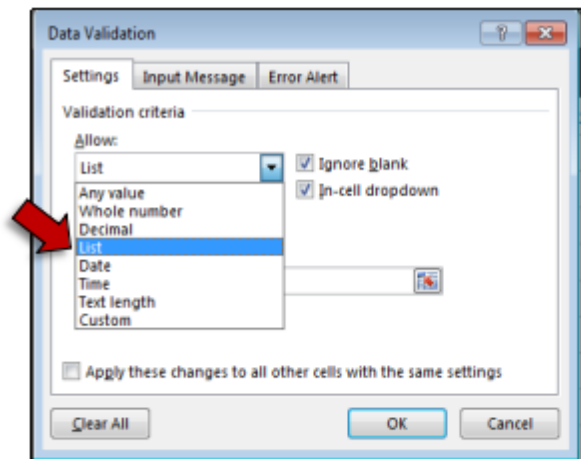 Data Validation
Settings Input Message Error Alert
Validation criteria
Allow:
List Ignore blank
Any value In-cell dropdown
Whole number
Decimal
List
Date
Time
Text length
Custom
Apply these changes to all other cells with the same settings
Clear All OK Cancel